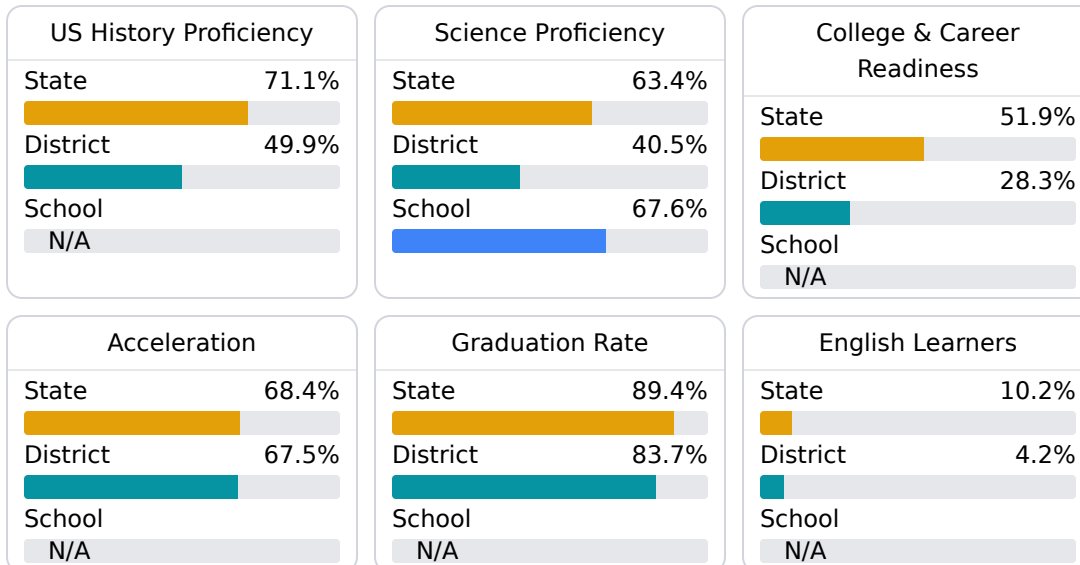 US History Proficiency
State 71.1%
District 49.9%
School
N/A
Science Proficiency
State 63.4%
District 40.5%
School 67.6%
College & Career
Readiness
State 51.9%
District 28.3%
School
N/A
Acceleration
State 68.4%
District 67.5%
School
N/A
Graduation Rate
State 89.4%
District 83.7%
School
N/A
English Learners
State 10.2%
District 4.2%
School
N/A